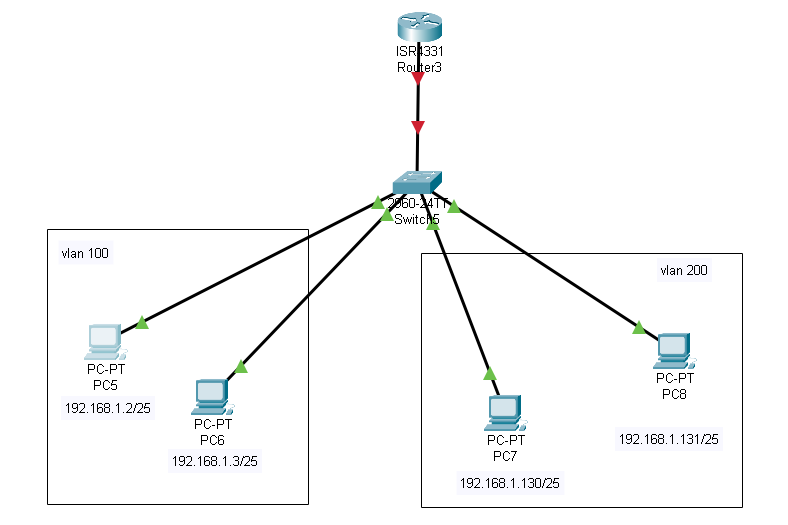 ISR4331
Router3
2960-24TT
Switch5
vlan 100
vlan 200
PC-PT
PC5
192.168.1.2/25
PC-PT
PC6
192.168.1.3/25
PC-PT
PC7
192.168.1.130/25
PC-PT
PC8
192.168.1.131/25